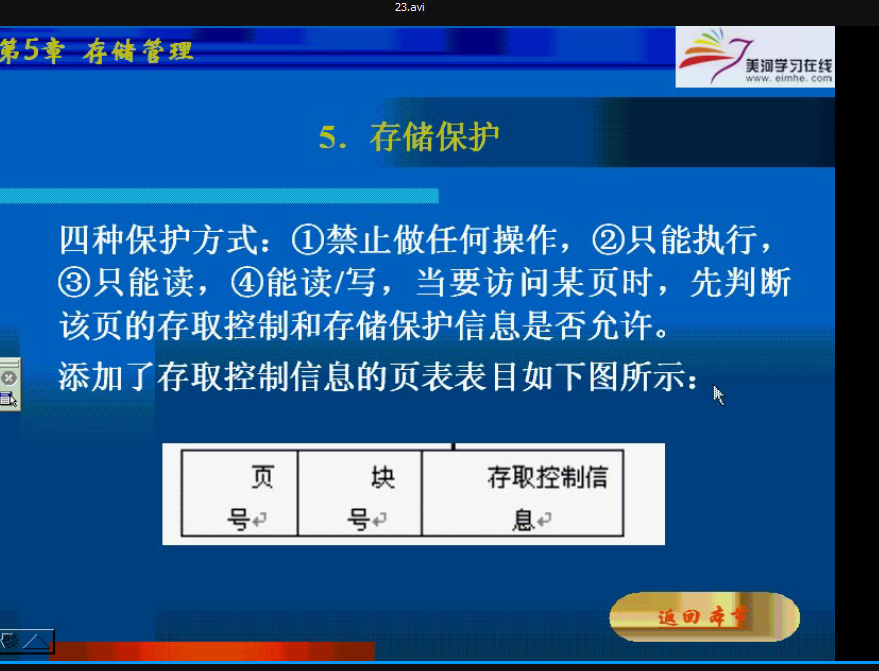 23.avi
第5章 存储管理
美河学习在线
www. eimhe. com
5. 存储保护
四种保护方式：①禁止做任何操作，②只能执行，
③只能读，④能读/写，当要访问某页时，先判断
该页的存取控制和存储保护信息是否允许。
添加了存取控制信息的页表表目如下图所示：
页 块 存取控制信
号 号 息
返回本章